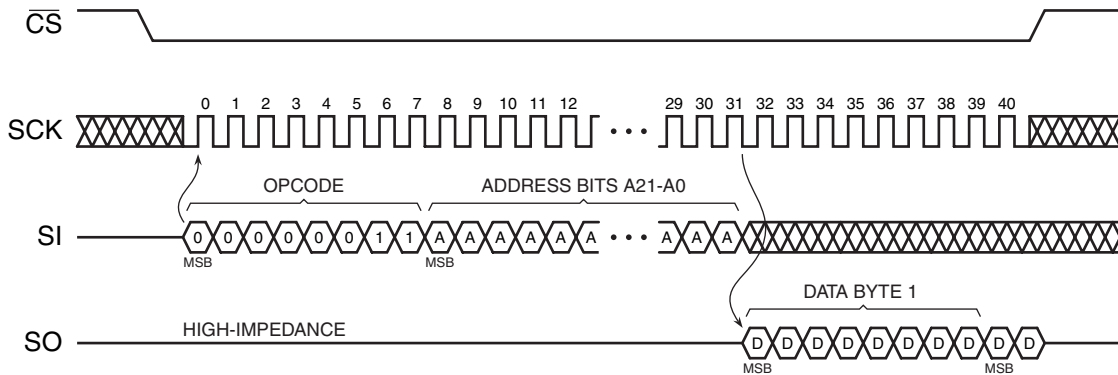 CS
0 1 2 3 4 5 6 7 8 9 10 11 12 29 30 31 32 33 34 35 36 37 38 39 40
SCK
OPCODE ADDRESS BITS A21-A0
SI 0 0 0 0 0 0 1 1 A A A A A A A A A
MSB MSB
DATA BYTE 1
HIGH-IMPEDANCE
SO D D D D D D D D D D
MSB MSB